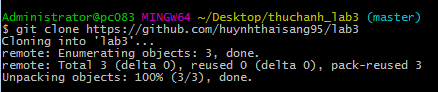 Administrator@pc083 MINGW64 ~/Desktop/thuchanh_lab3 (master)
$ git clone https://github.com/huynhthaisang95/lab3
Cloning into 'lab3'...
remote: Enumerating objects: 3, done.
remote: Total 3 (delta 0), reused 0 (delta 0), pack-reused 3
Unpacking objects: 100% (3/3), done.